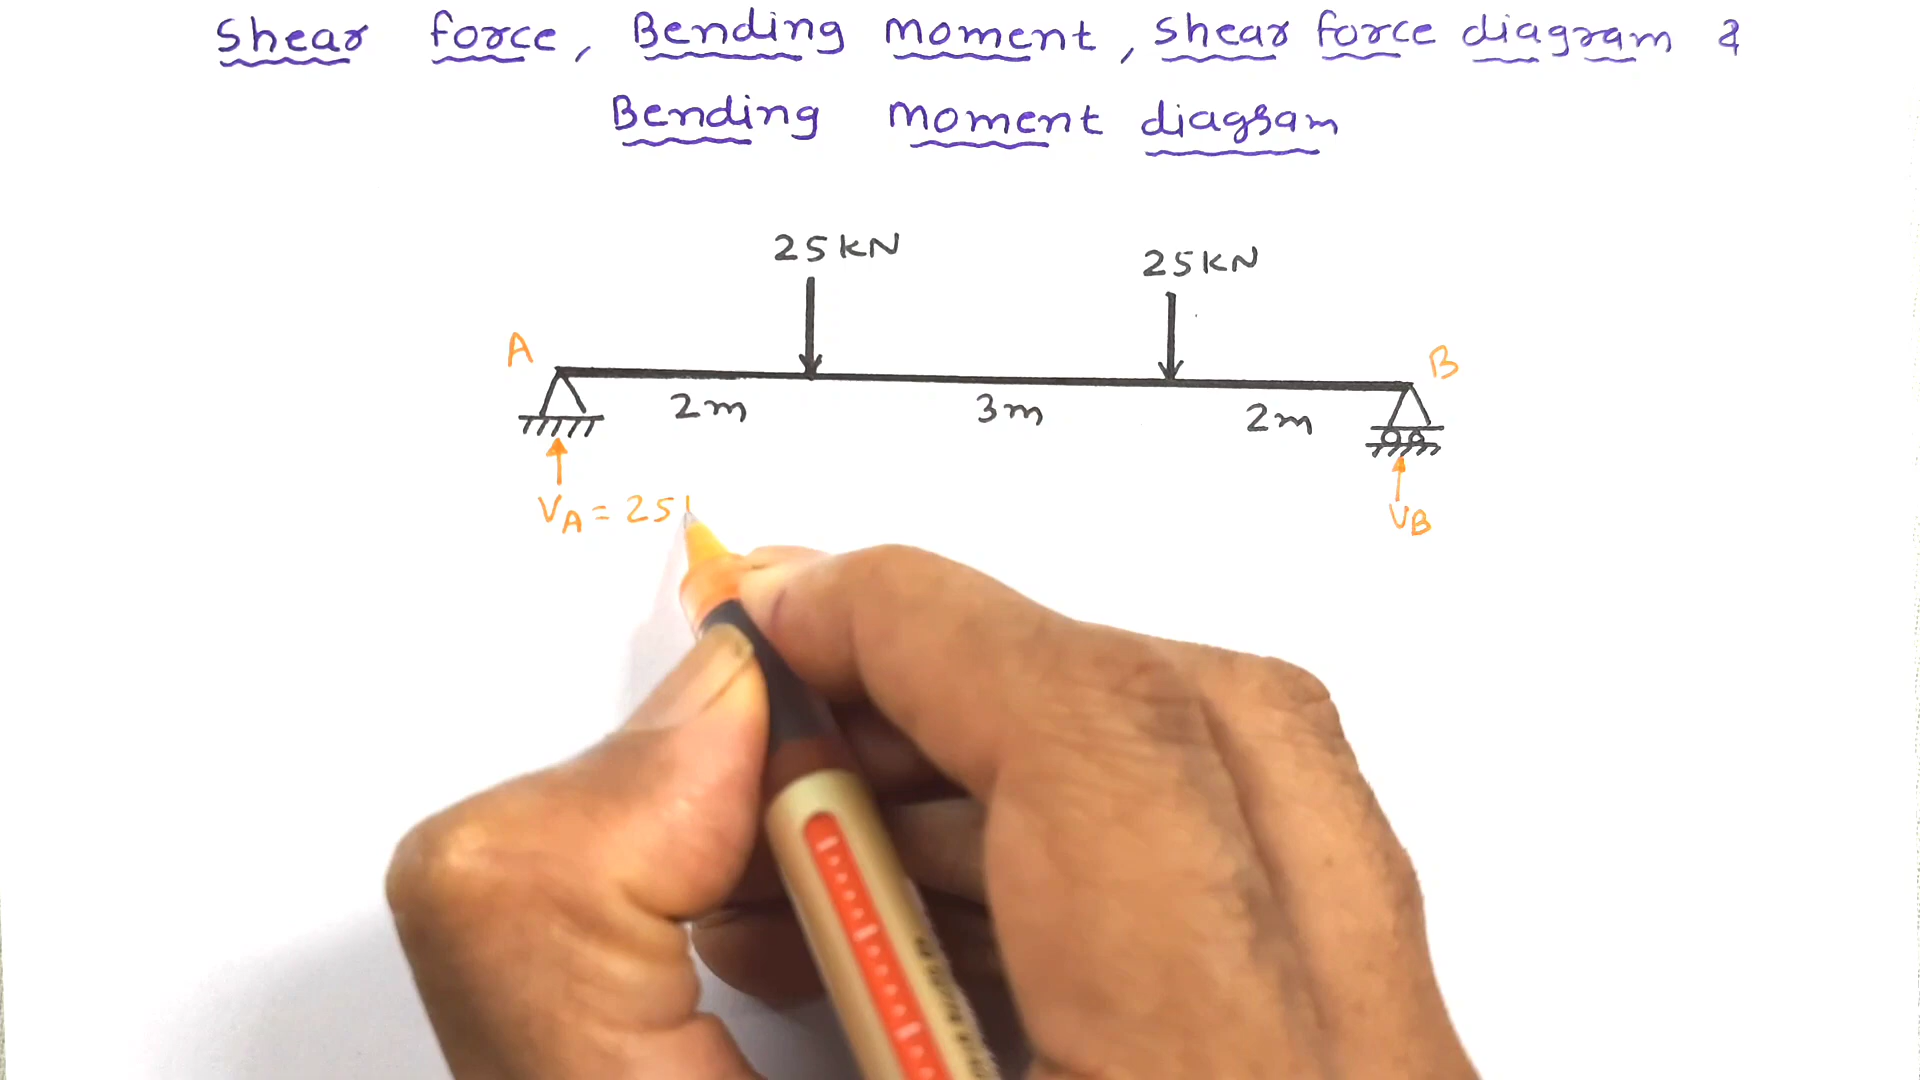 Shear force, Bending moment, Shear force diagram &
Bending moment diagram
25KN
25KN
A
B
2m
3m
2m
VA = 25
VB